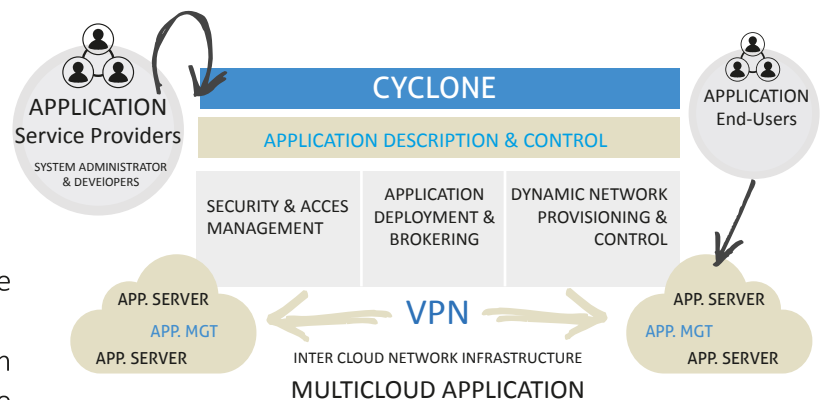 APPLICATION
Service Providers
SYSTEM ADMINISTRATOR
& DEVELOPERS
CYCLONE
APPLICATION DESCRIPTION & CONTROL
SECURITY & ACCES
MANAGEMENT
APPLICATION
DEPLOYMENT &
BROKERING
DYNAMIC NETWORK
PROVISIONING &
CONTROL
APPLICATION
End-Users
APP. SERVER
APP. MGT
APP. SERVER
VPN
INTER CLOUD NETWORK INFRASTRUCTURE
MULTICLOUD APPLICATION
APP. SERVER
APP. MGT
APP. SERVER